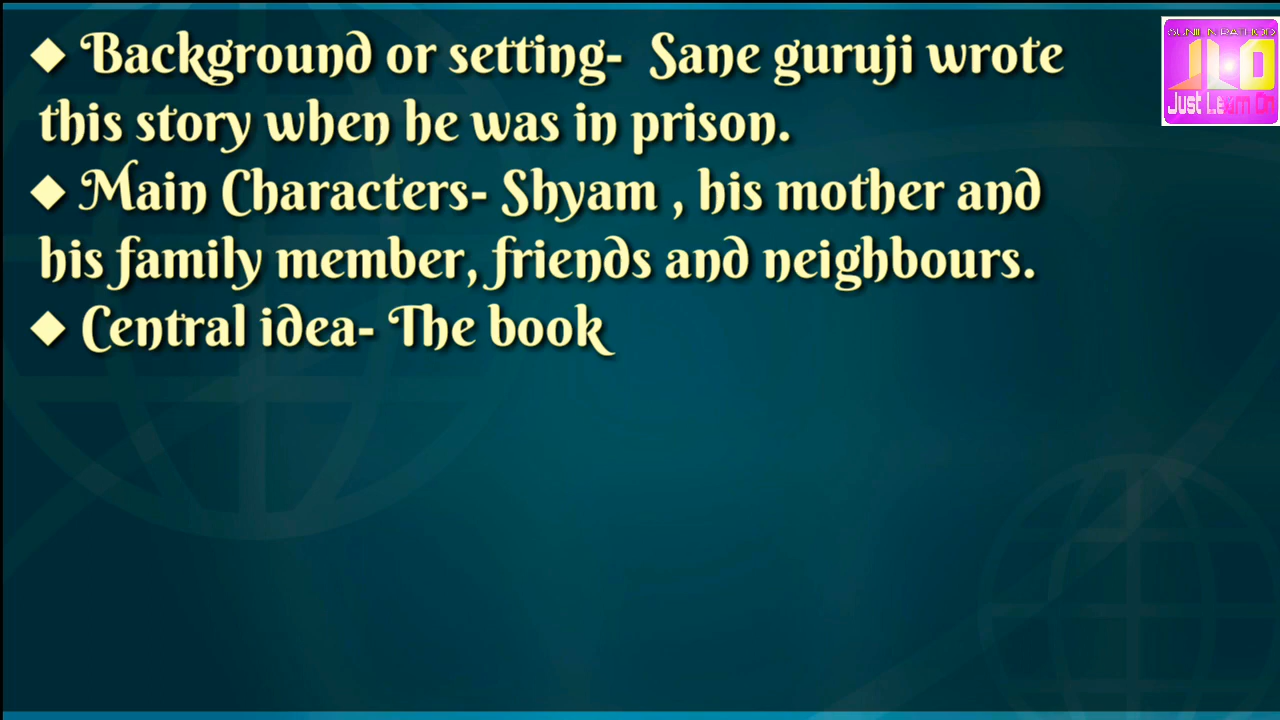 ◆ Background or setting- Sane guruji wrote
this story when he was in prison.
◆ Main Characters- Shyam , his mother and
his family member, friends and neighbours.
◆ Central idea- The book
JLO
Just Learn On